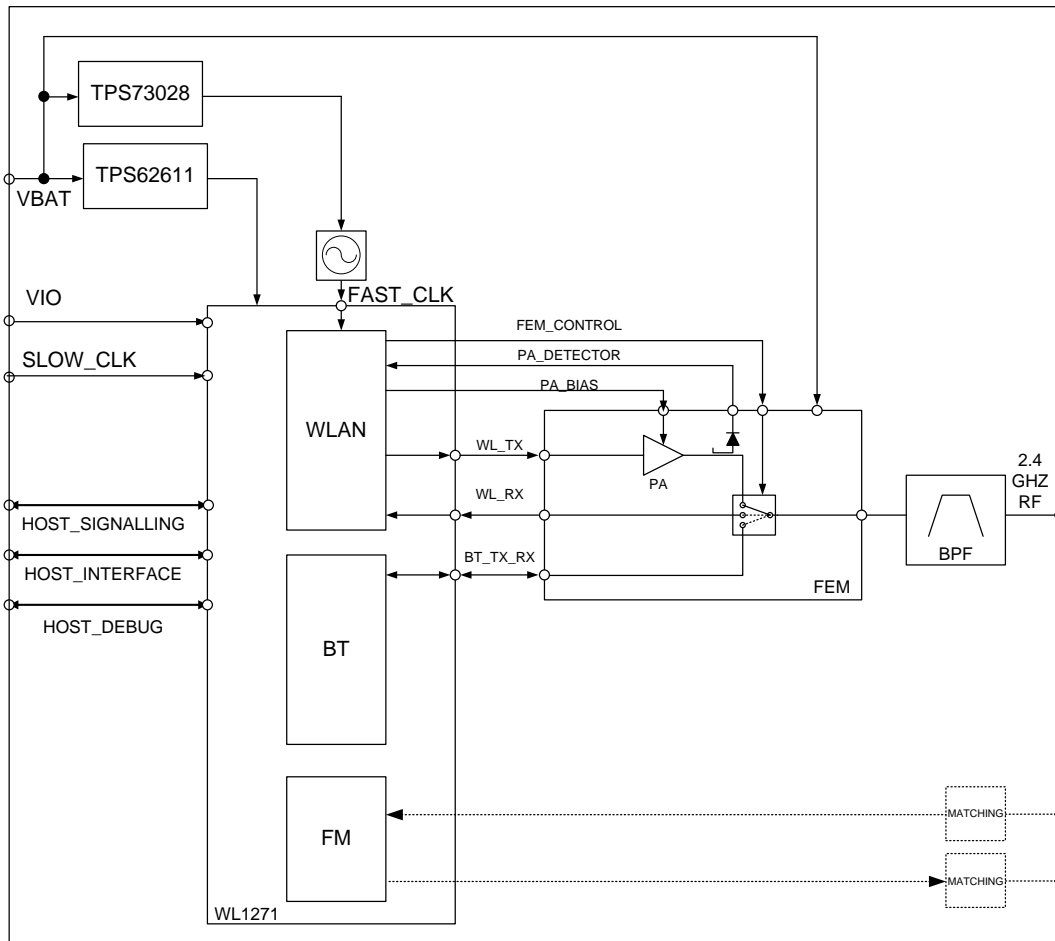 TPS73028
TPS62611
VBAT
FAST_CLK
VIO
SLOW_CLK
FEM_CONTROL
PA_DETECTOR
PA_BIAS
WLAN
WL_TX
PA
WL_RX
BT_TX_RX
FEM
BPF
2.4
GHZ
RF
HOST_SIGNALLING
HOST_INTERFACE
HOST_DEBUG
BT
FM
MATCHING
MATCHING
WL1271